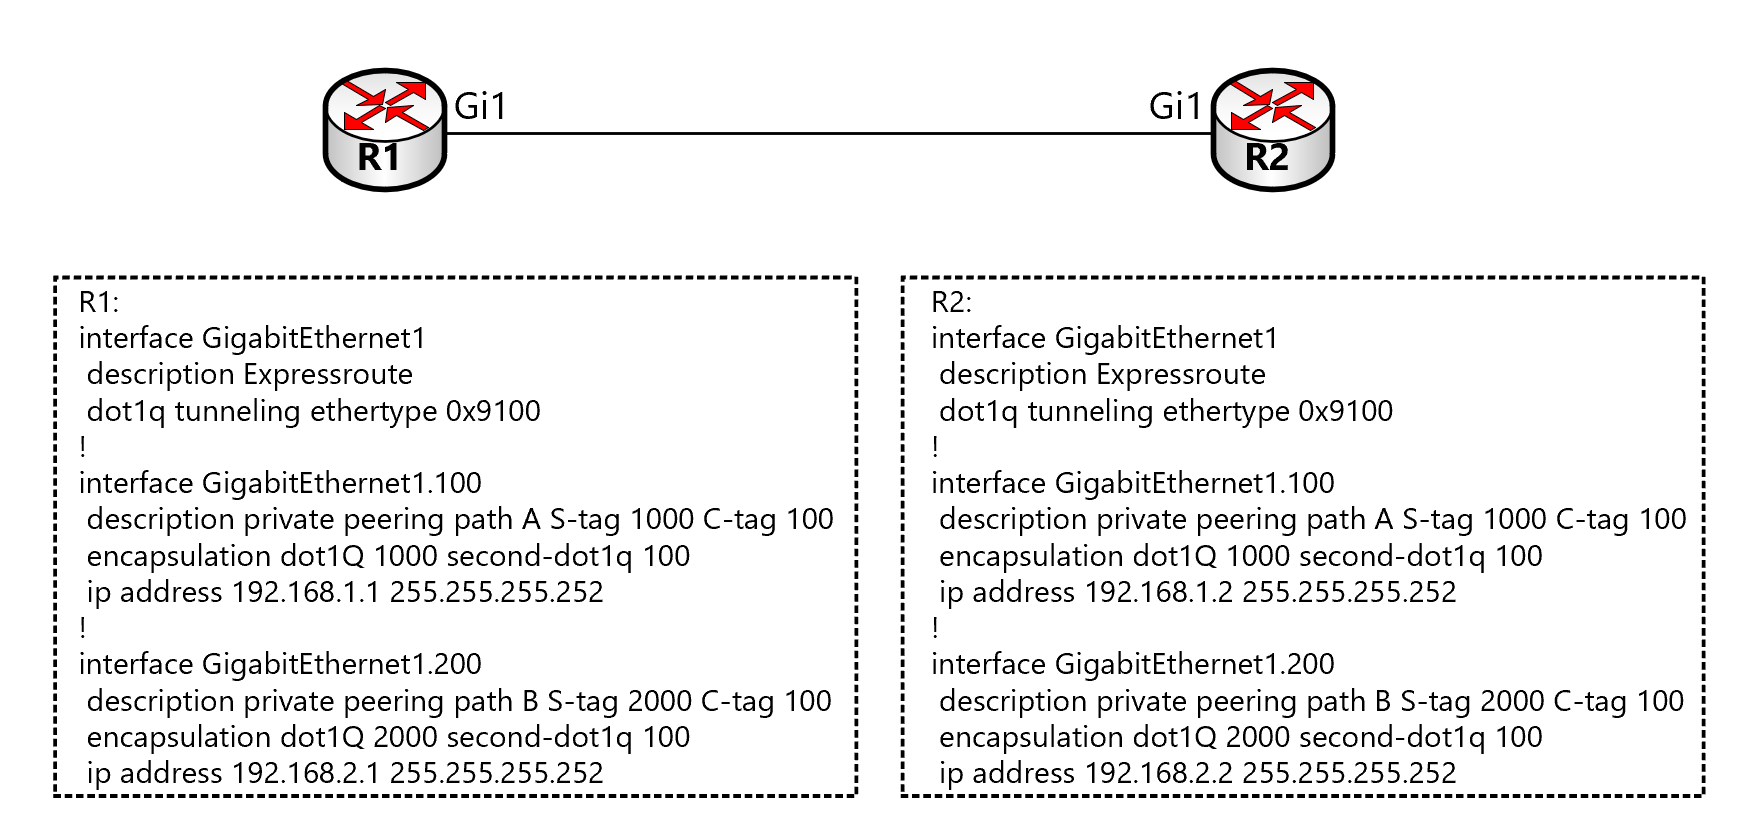 Gi1
Gi1
R1
R2
R1:
interface GigabitEthernet1
description Expressroute
dot1q tunneling ethertype 0x9100
!
interface GigabitEthernet1.100
description private peering path A S-tag 1000 C-tag 100
encapsulation dot1Q 1000 second-dot1q 100
ip address 192.168.1.1 255.255.255.252
!
interface GigabitEthernet1.200
description private peering path B S-tag 2000 C-tag 100
encapsulation dot1Q 2000 second-dot1q 100
ip address 192.168.2.1 255.255.255.252
R2:
interface GigabitEthernet1
description Expressroute
dot1q tunneling ethertype 0x9100
!
interface GigabitEthernet1.100
description private peering path A S-tag 1000 C-tag 100
encapsulation dot1Q 1000 second-dot1q 100
ip address 192.168.1.2 255.255.255.252
!
interface GigabitEthernet1.200
description private peering path B S-tag 2000 C-tag 100
encapsulation dot1Q 2000 second-dot1q 100
ip address 192.168.2.2 255.255.255.252